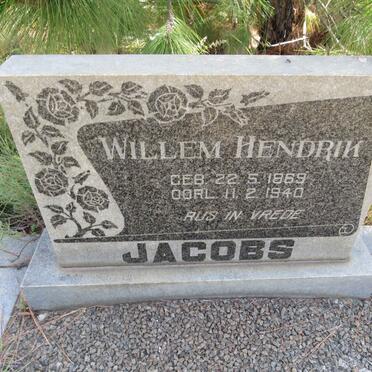 WILLEM HENDRIK
GEB. 22. 5. 1869
OORL. 11. 2. 1940
RUS IN VREDE
JACOBS